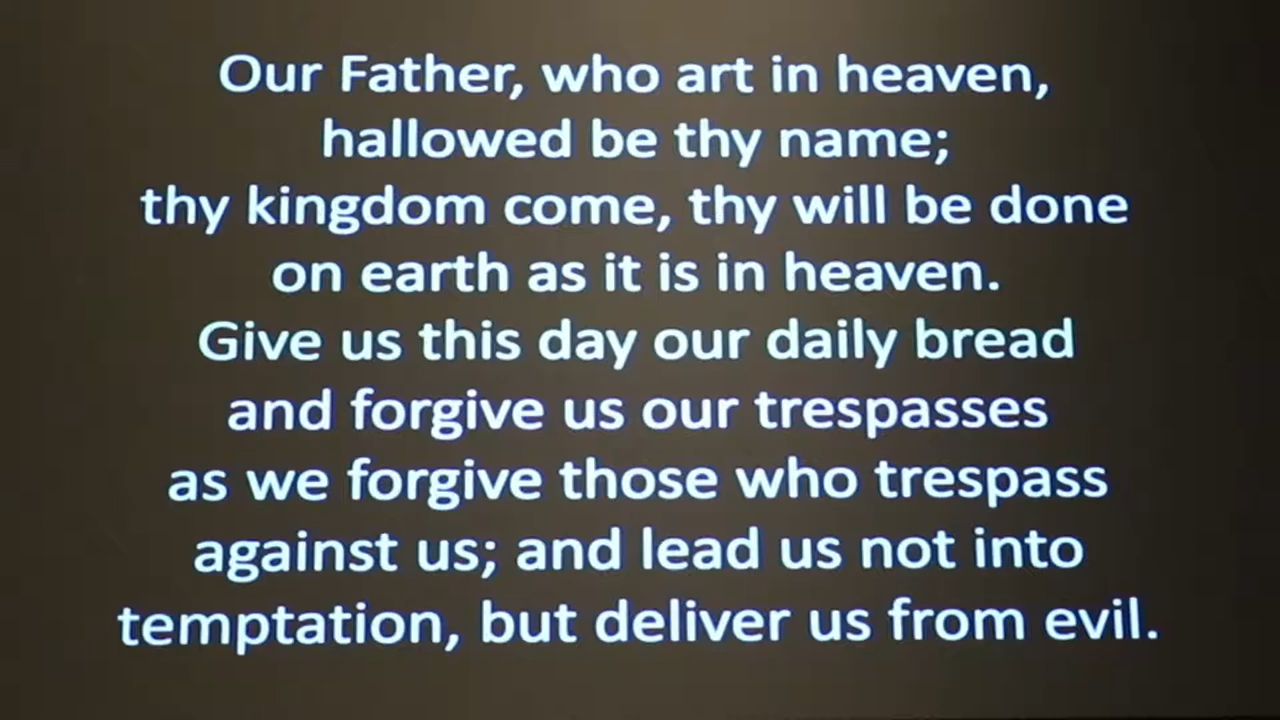 Our Father, who art in heaven,
hallowed be thy name;
thy kingdom come, thy will be done
on earth as it is in heaven.
Give us this day our daily bread
and forgive us our trespasses
as we forgive those who trespass
against us; and lead us not into
temptation, but deliver us from evil.